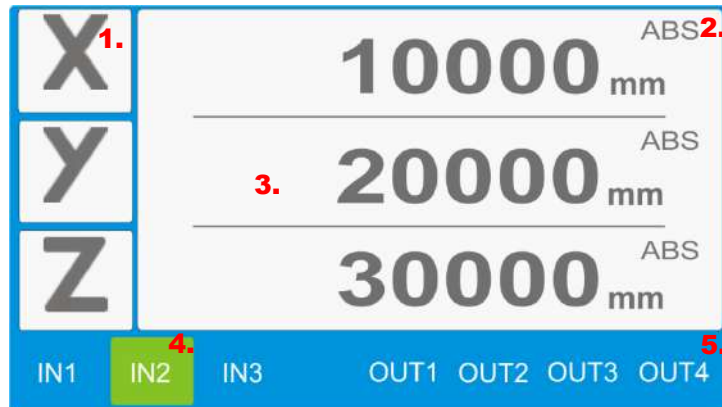 X 1. 10000 mm ABS 2.
Y 3. 20000 mm ABS
Z 30000 mm ABS
4. 5.
IN1 IN2 IN3 OUT1 OUT2 OUT3 OUT4